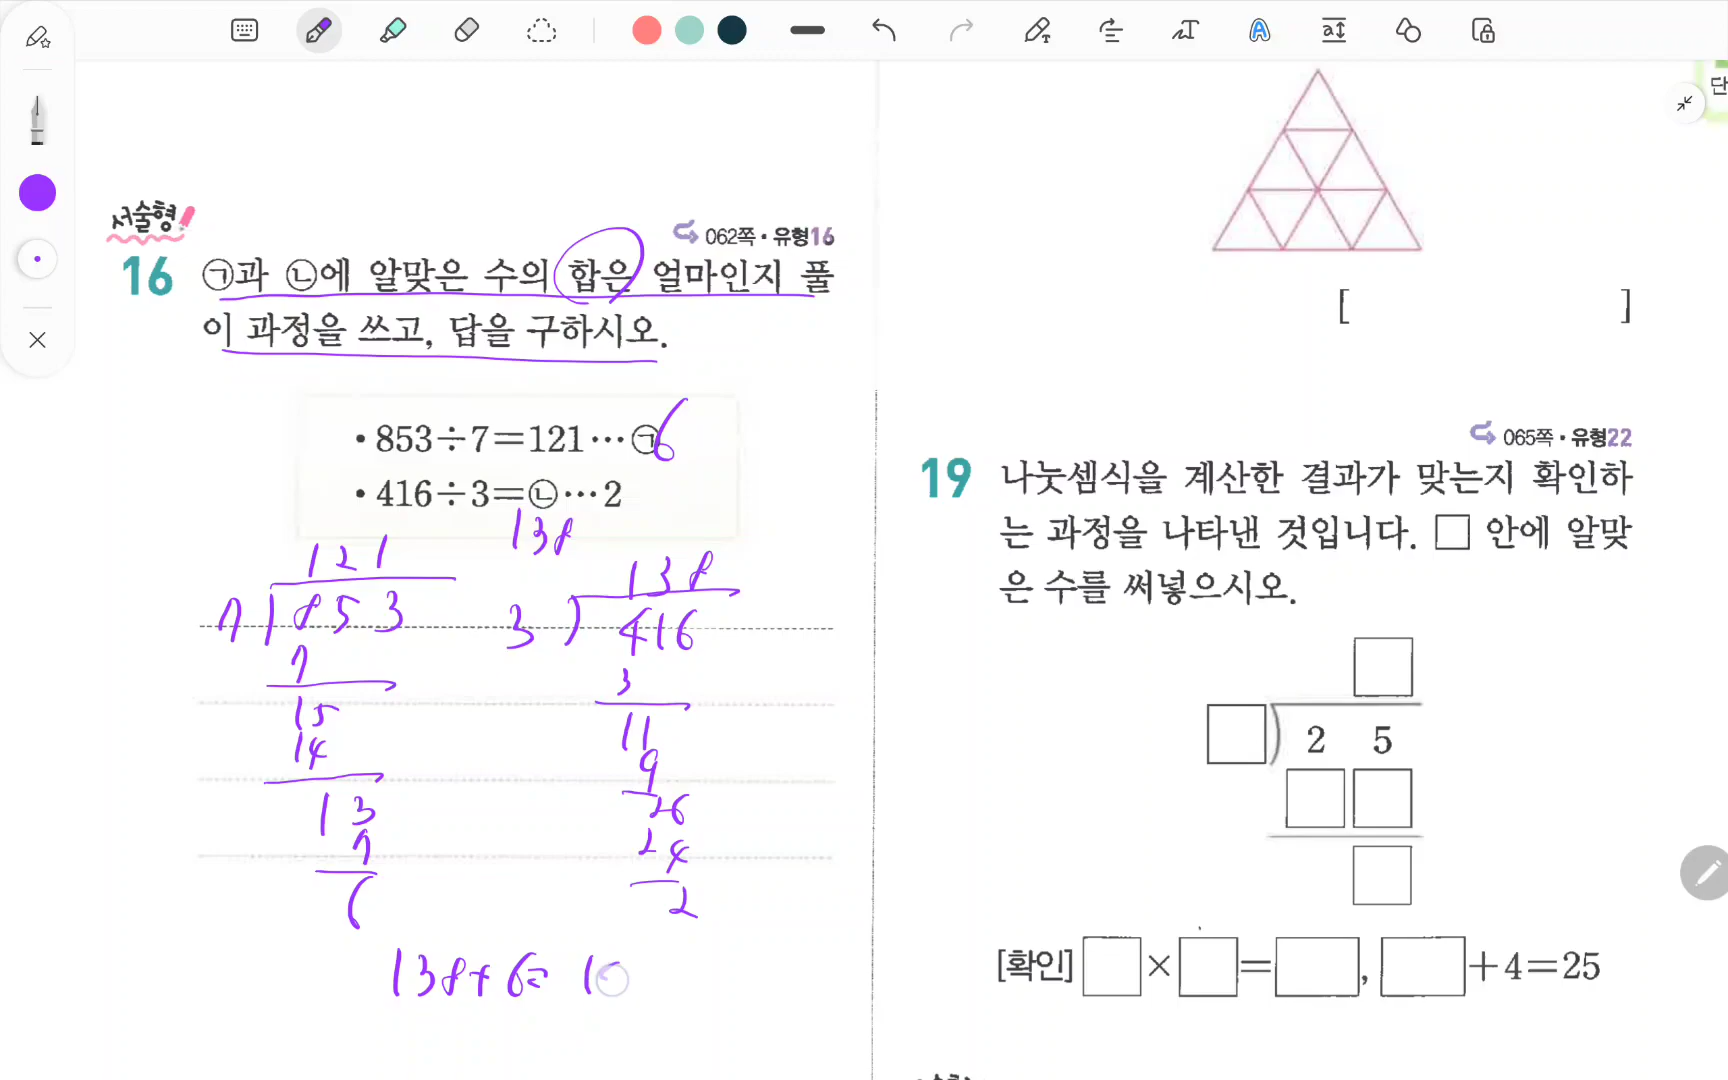 단
서술형!
062쪽·유형16
16 ㉠과 ㉡에 알맞은 수의 합은 얼마인지 풀
이 과정을 쓰고, 답을 구하시오.
• 853÷7=121⋯㉠ 6
• 416÷3=㉡⋯2
138
121
7 853
7
15
14
13
7
6
138
3 ) 416
3
11
9
26
24
2
138+6=
[ ]
065쪽·유형22
19 나눗셈식을 계산한 결과가 맞는지 확인하
는 과정을 나타낸 것입니다. □ 안에 알맞
은 수를 써넣으시오.
□
□ ) 2 5
□ □
□
[확인] □×□=□, □+4=25